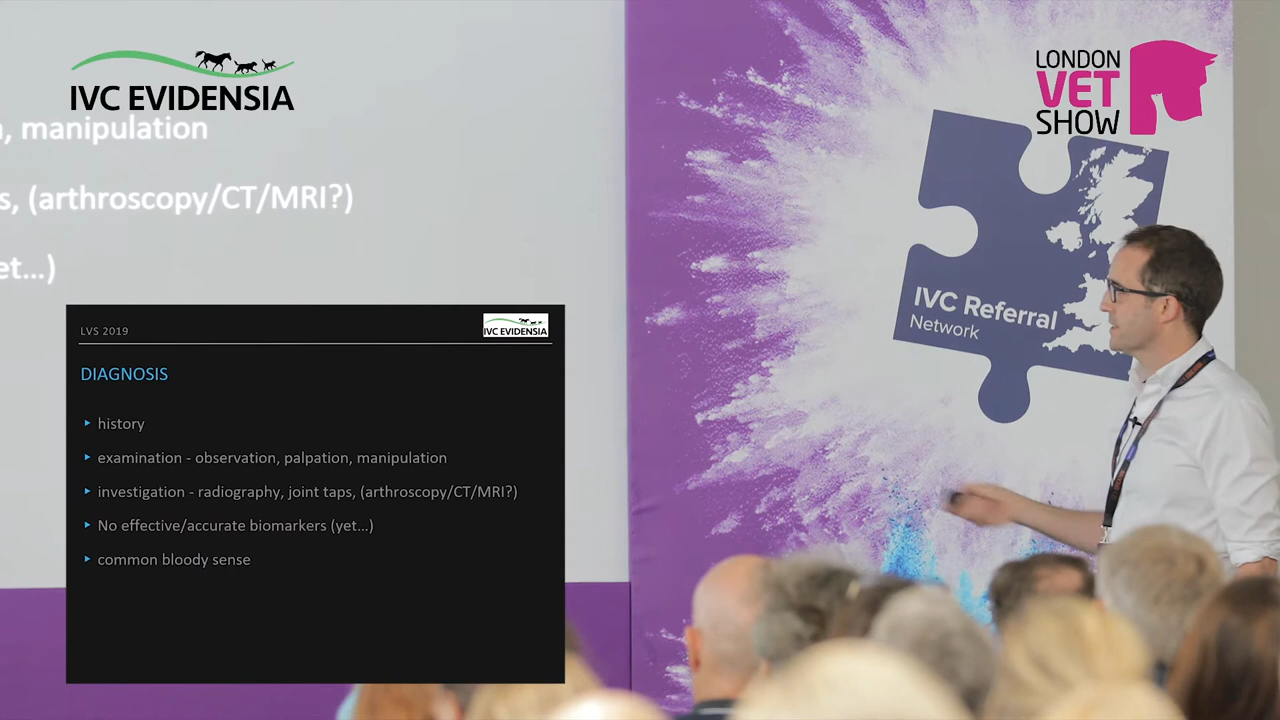 IVC EVIDENSIA
LONDON
VET
SHOW
, manipulation
s, (arthroscopy/CT/MRI?)
et...)
IVC Referral
Network
LVS 2019
IVC EVIDENSIA
DIAGNOSIS
history
examination - observation, palpation, manipulation
investigation - radiography, joint taps, (arthroscopy/CT/MRI?)
No effective/accurate biomarkers (yet...)
common bloody sense